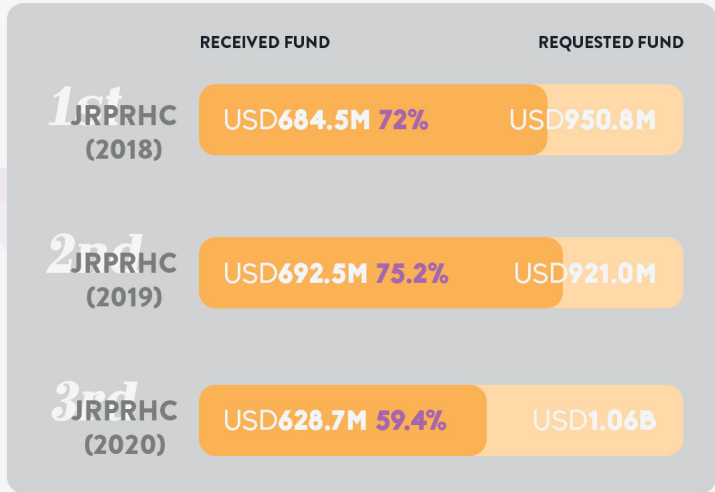 RECEIVED FUND REQUESTED FUND
1st
JRPRHC
(2018)
USD684.5M 72% USD950.8M
2nd
JRPRHC
(2019)
USD692.5M 75.2% USD921.0M
3rd
JRPRHC
(2020)
USD628.7M 59.4% USD1.06B